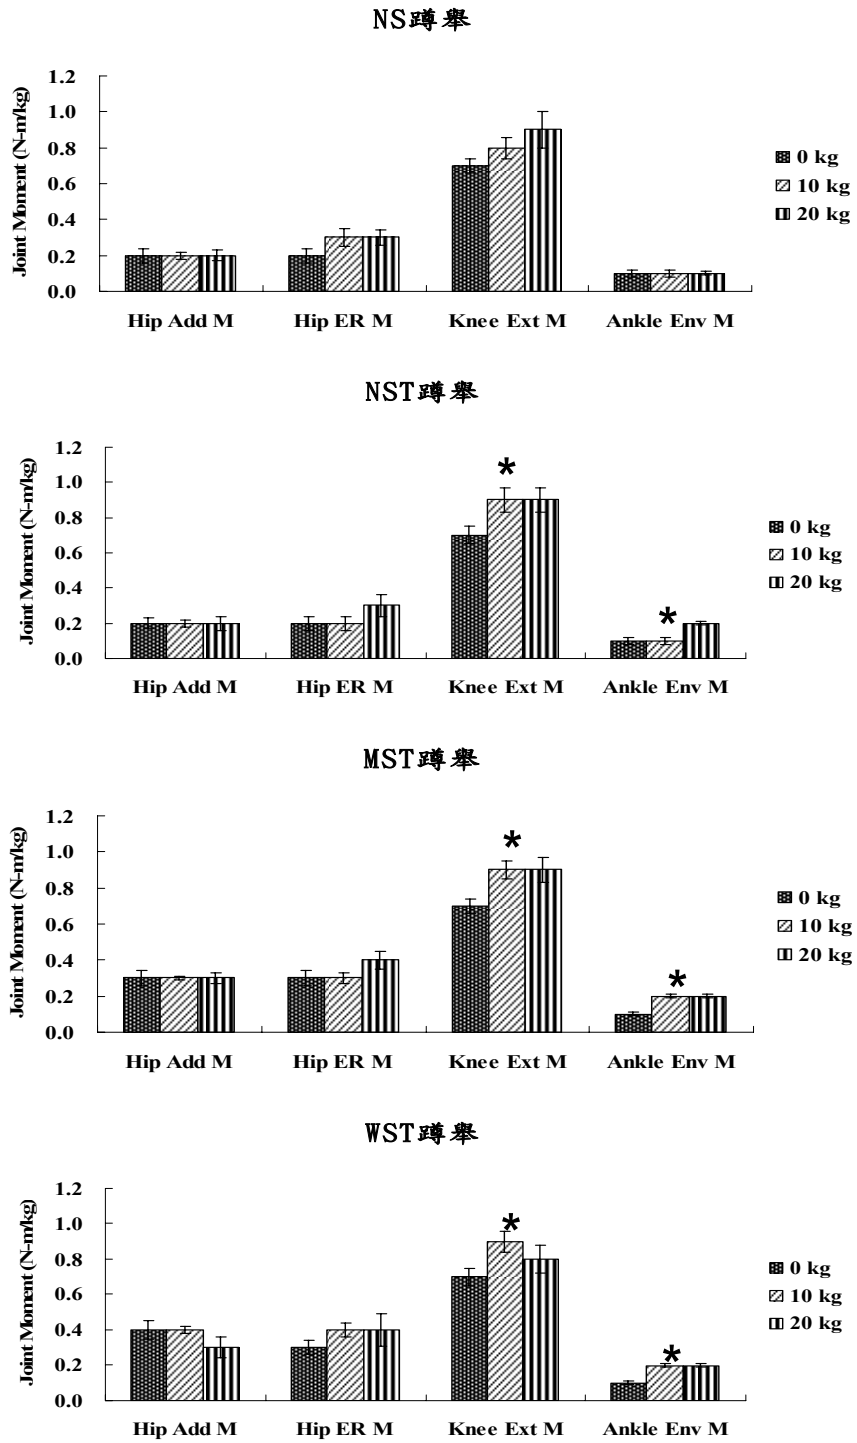 NS蹲舉
Joint Moment (N-m/kg)
1.2
1.0
0.8
0.6
0.4
0.2
0.0
Hip Add M
Hip ER M
Knee Ext M
Ankle Env M
0 kg
10 kg
20 kg
NST蹲舉
Joint Moment (N-m/kg)
1.2
1.0
0.8
0.6
0.4
0.2
0.0
*
*
Hip Add M
Hip ER M
Knee Ext M
Ankle Env M
0 kg
10 kg
20 kg
MST蹲舉
Joint Moment (N-m/kg)
1.2
1.0
0.8
0.6
0.4
0.2
0.0
*
*
Hip Add M
Hip ER M
Knee Ext M
Ankle Env M
0 kg
10 kg
20 kg
WST蹲舉
Joint Moment (N-m/kg)
1.2
1.0
0.8
0.6
0.4
0.2
0.0
*
*
Hip Add M
Hip ER M
Knee Ext M
Ankle Env M
0 kg
10 kg
20 kg